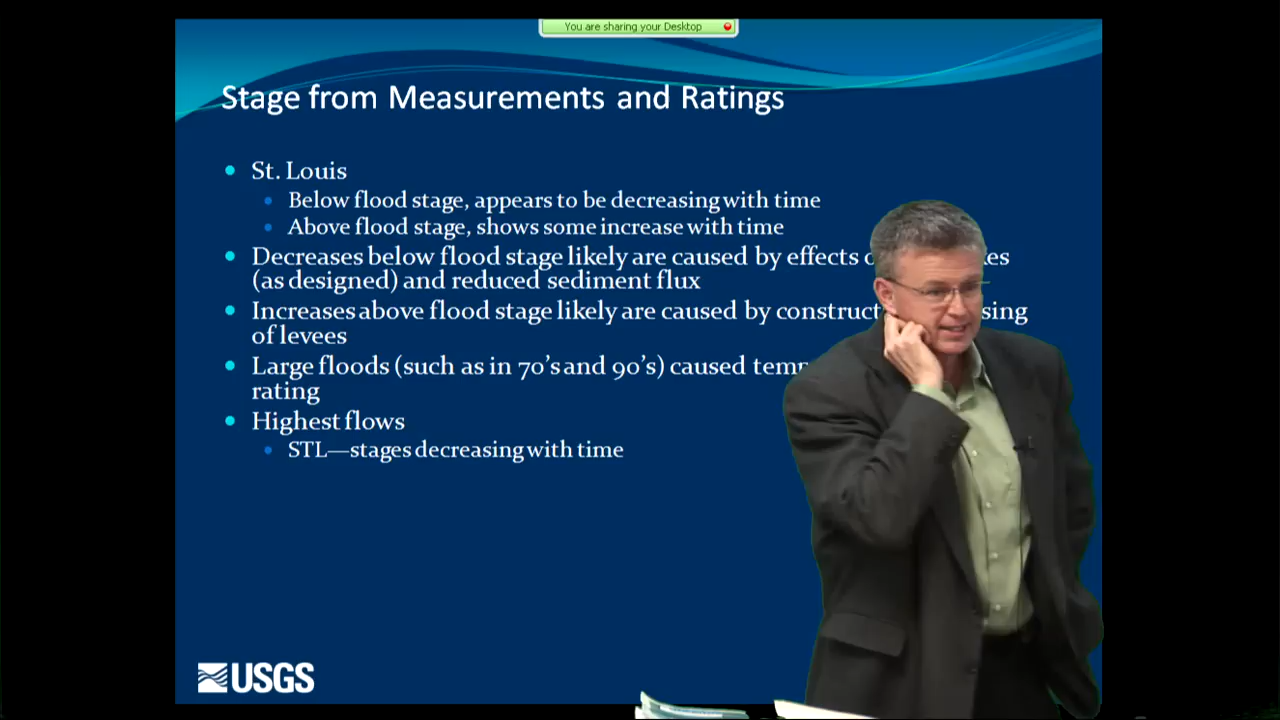 You are sharing your Desktop
Stage from Measurements and Ratings
St. Louis
Below flood stage, appears to be decreasing with time
Above flood stage, shows some increase with time
Decreases below flood stage likely are caused by effects
(as designed) and reduced sediment flux
Increases above flood stage likely are caused by
of levees
Large floods (such as in 70's and 90's) caused
rating
Highest flows
STL—stages decreasing with time
USGS